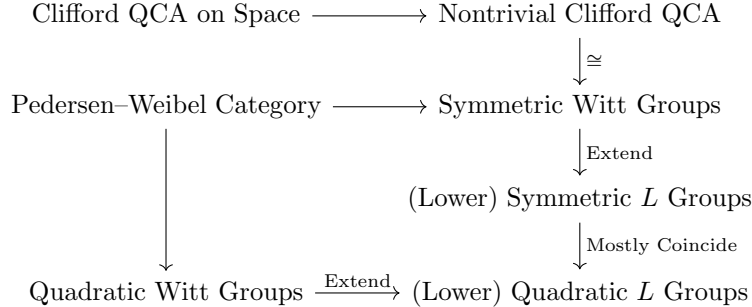 Clifford QCA on Space
Nontrivial Clifford QCA
≅
Pedersen–Weibel Category
Symmetric Witt Groups
Extend
(Lower) Symmetric L Groups
Mostly Coincide
Quadratic Witt Groups
Extend
(Lower) Quadratic L Groups